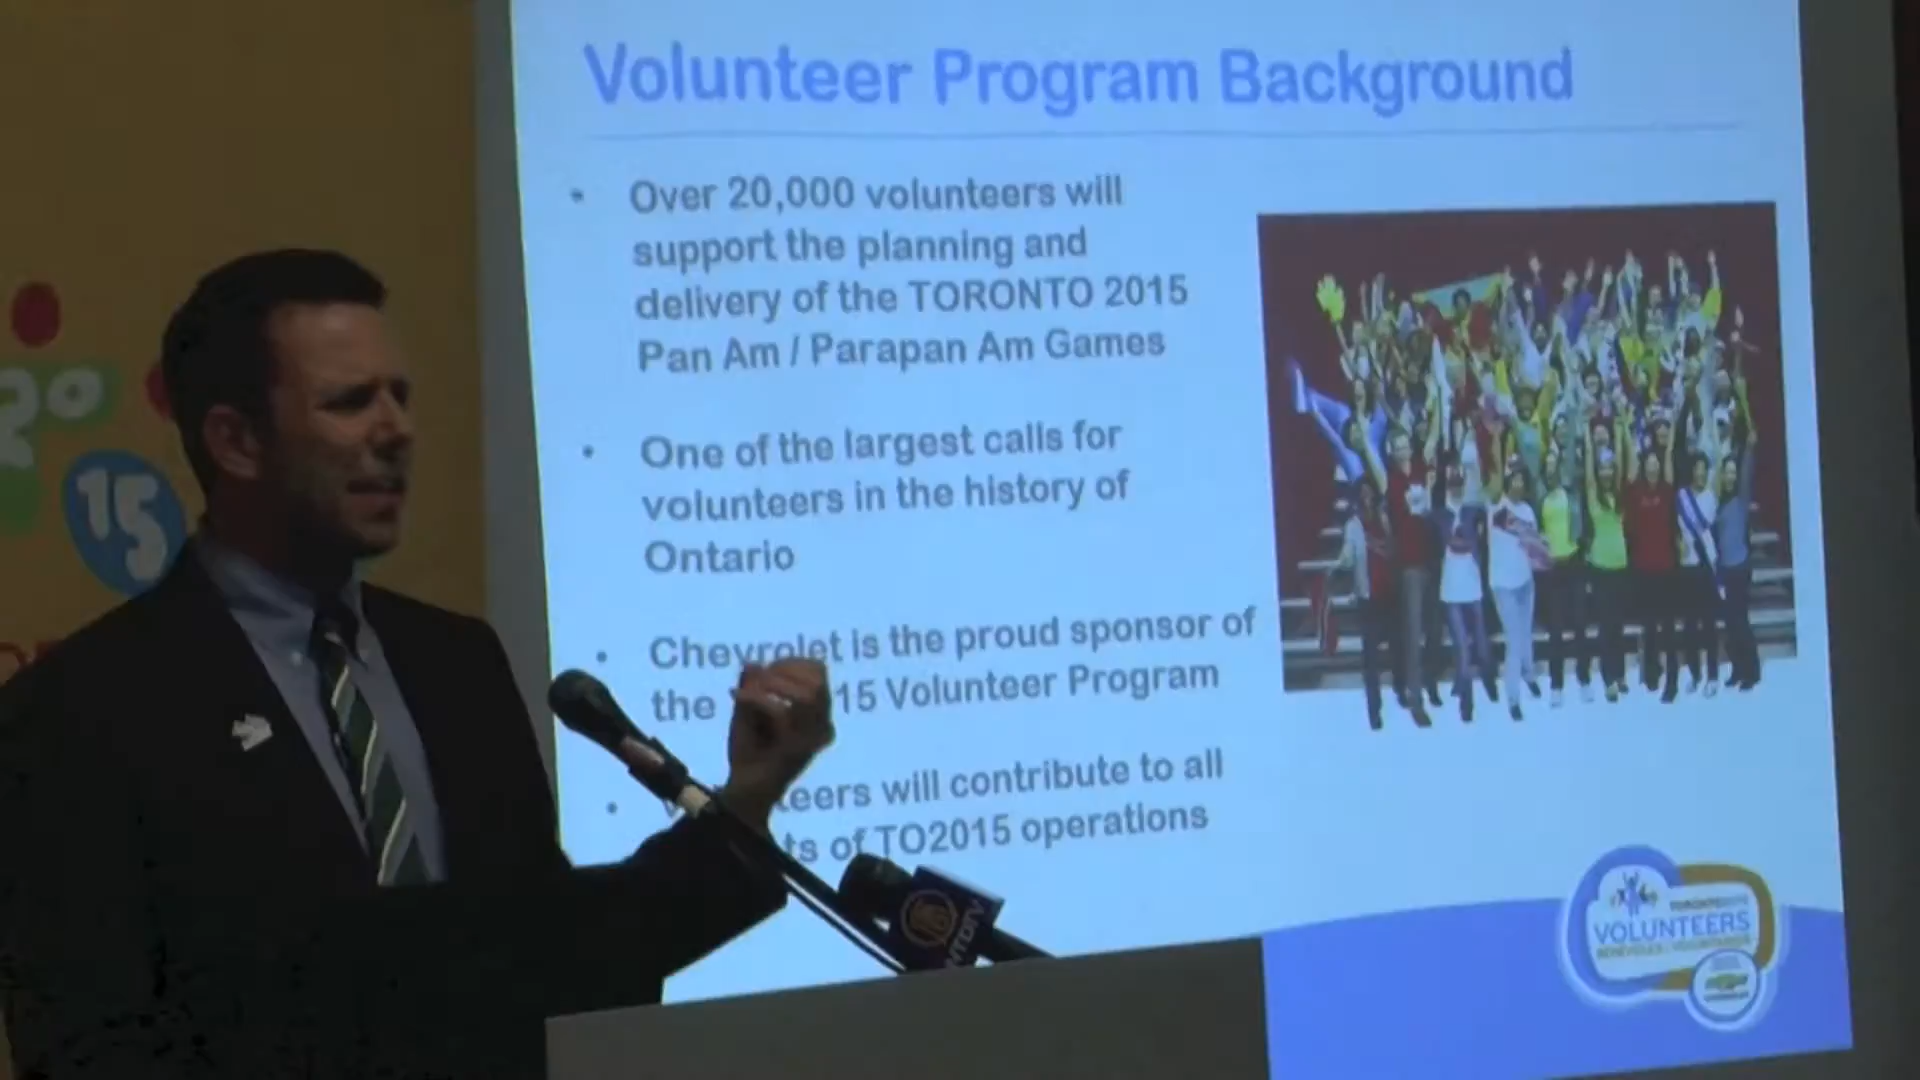 Volunteer Program Background
• Over 20,000 volunteers will
support the planning and
delivery of the TORONTO 2015
Pan Am / Parapan Am Games
• One of the largest calls for
volunteers in the history of
Ontario
• Chevrolet is the proud sponsor of
the 15 Volunteer Program
• teers will contribute to all
ts of TO2015 operations
15
VOLUNTEERS